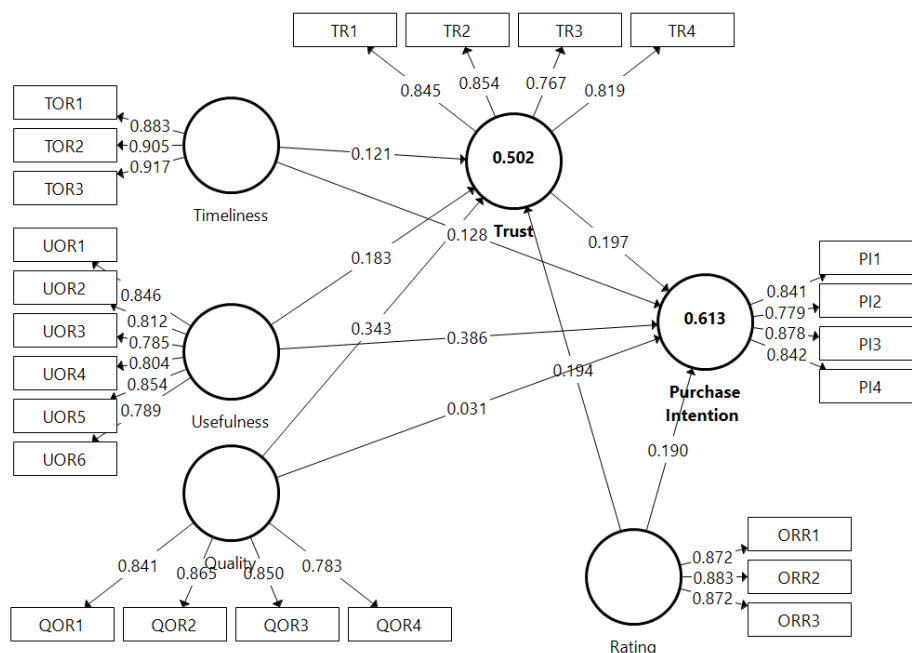 TR1
TR2
TR3
TR4
0.845
0.854
0.767
0.819
TOR1
TOR2
TOR3
0.883
0.905
0.917
Timeliness
0.121
0.502
Trust
0.128
0.197
UOR1
UOR2
UOR3
UOR4
UOR5
UOR6
0.846
0.812
0.785
0.804
0.854
0.789
Usefulness
0.183
0.343
0.386
0.031
0.194
0.190
0.613
Purchase
Intention
0.841
0.779
0.878
0.842
PI1
PI2
PI3
PI4
Quality
0.841
0.865
0.850
0.783
QOR1
QOR2
QOR3
QOR4
Rating
0.872
0.883
0.872
ORR1
ORR2
ORR3